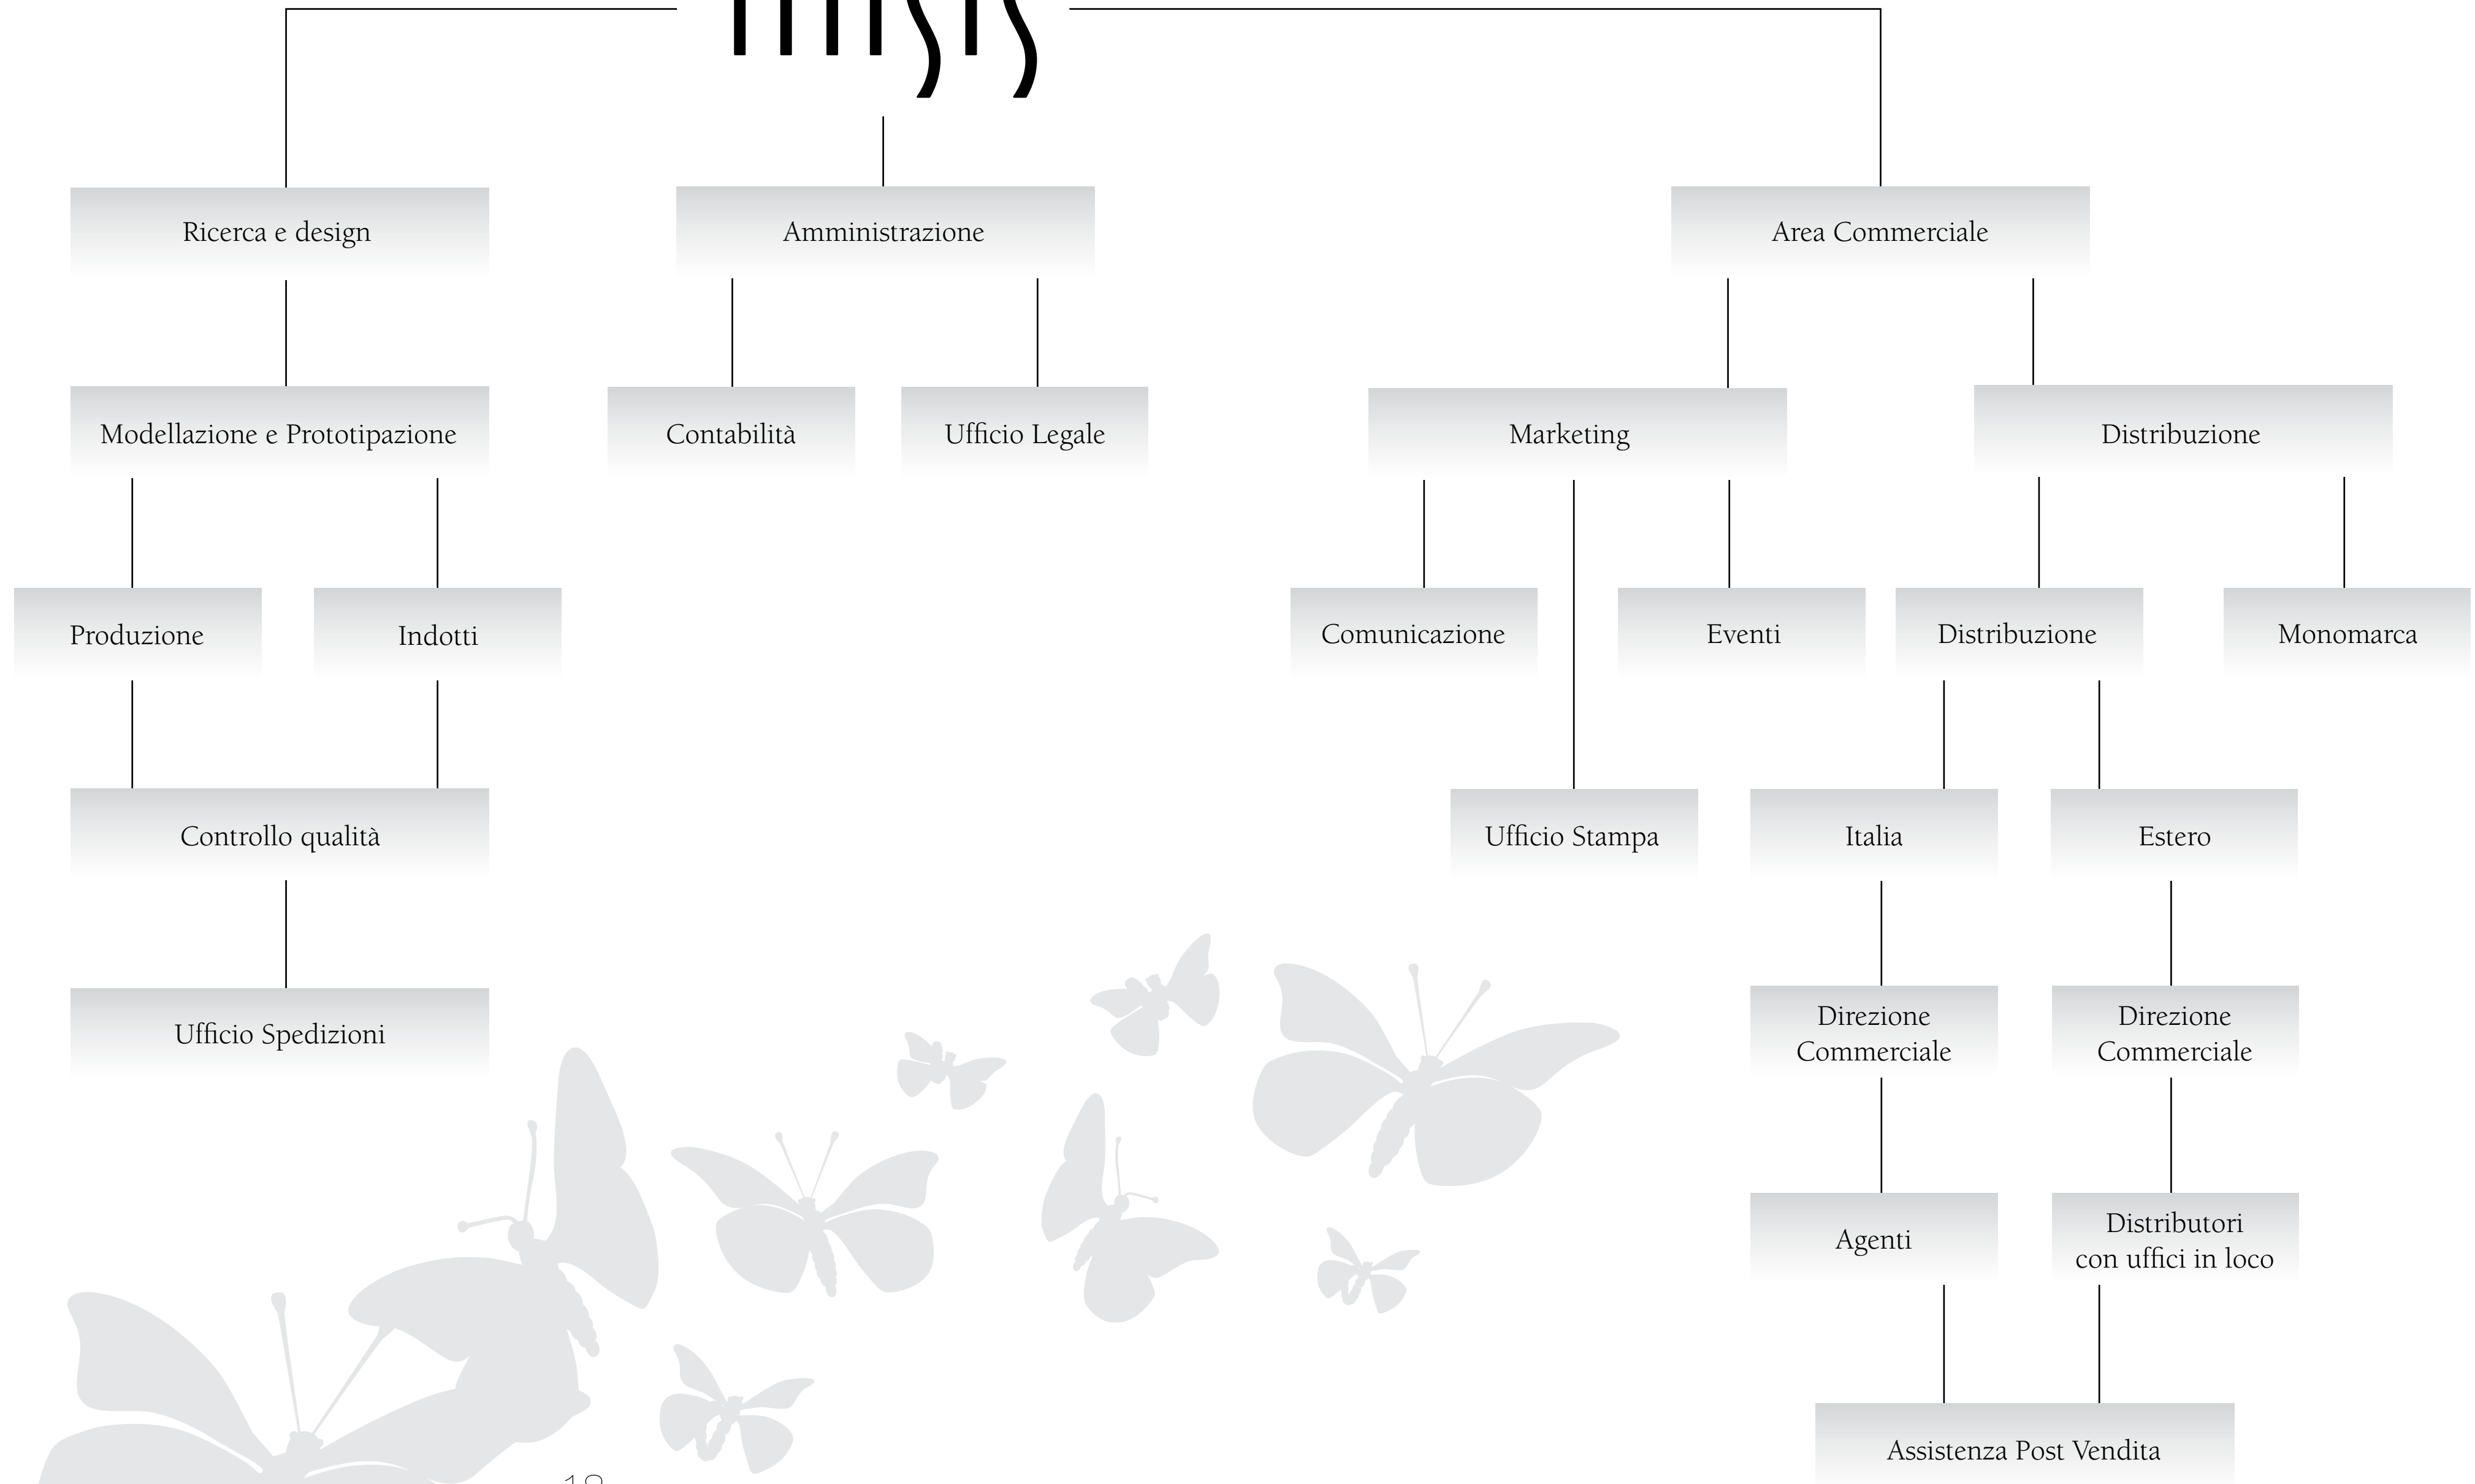 Ricerca e design
Amministrazione
Area Commerciale
Modellazione e Prototipazione
Contabilità
Ufficio Legale
Marketing
Distribuzione
Produzione
Indotti
Comunicazione
Eventi
Distribuzione
Monomarca
Controllo qualità
Ufficio Stampa
Italia
Estero
Ufficio Spedizioni
Direzione
Commerciale
Direzione
Commerciale
Agenti
Distributori
con uffici in loco
Assistenza Post Vendita